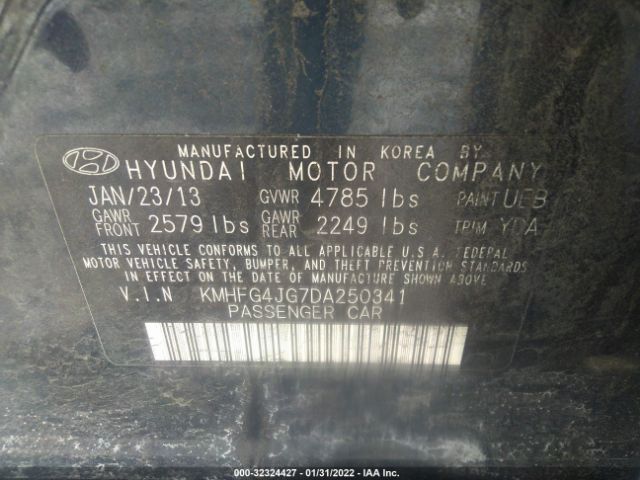 MANUFACTURED IN KOREA BY
HYUNDAI MOTOR COMPANY
JAN/23/13 GVWR 4785 lbs PAINT UEB
GAWR FRONT 2579 lbs GAWR REAR 2249 lbs TRIM YDA
THIS VEHICLE CONFORMS TO ALL APPLICABLE U.S.A. FEDERAL
MOTOR VEHICLE SAFETY, BUMPER, AND THEFT PREVENTION STANDARDS
IN EFFECT ON THE DATE OF MANUFACTURE SHOWN ABOVE.
V.I.N KMHFG4JG7DA250341
PASSENGER CAR
000-32324427 - 01/31/2022 - IAA Inc.